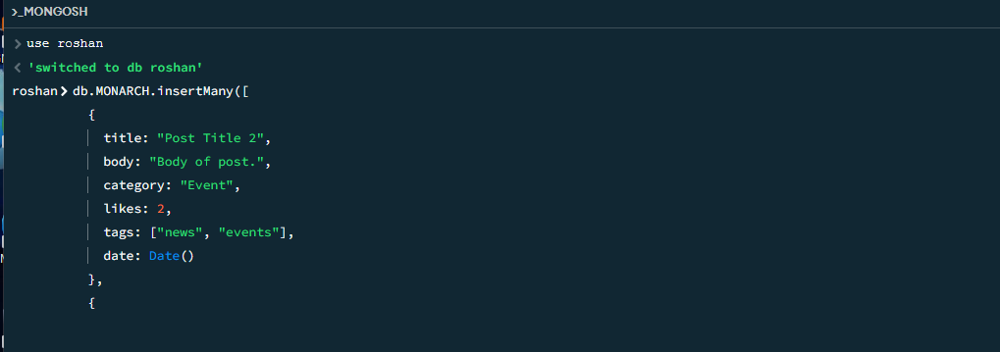 >_MONGOSH
> use roshan
< 'switched to db roshan'
roshan> db.MONARCH.insertMany([
{
title: "Post Title 2",
body: "Body of post.",
category: "Event",
likes: 2,
tags: ["news", "events"],
date: Date()
},
{